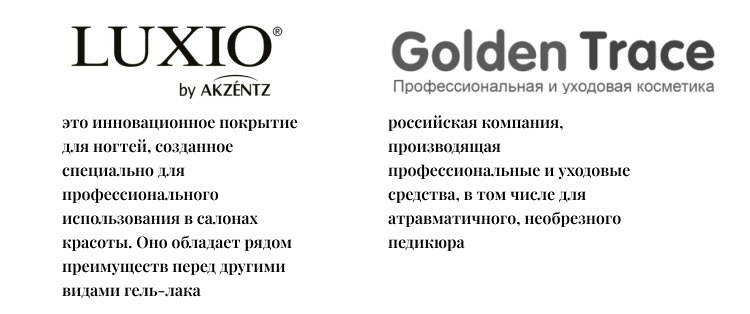 LUXIO®
by AKZÉNTZ
это инновационное покрытие
для ногтей, созданное
специально для
профессионального
использования в салонах
красоты. Оно обладает рядом
преимуществ перед другими
видами гель-лака
Golden Trace
Профессиональная и уходовая косметика
российская компания,
производящая
профессиональные и уходовые
средства, в том числе для
атравматичного, необрезного
педикюра